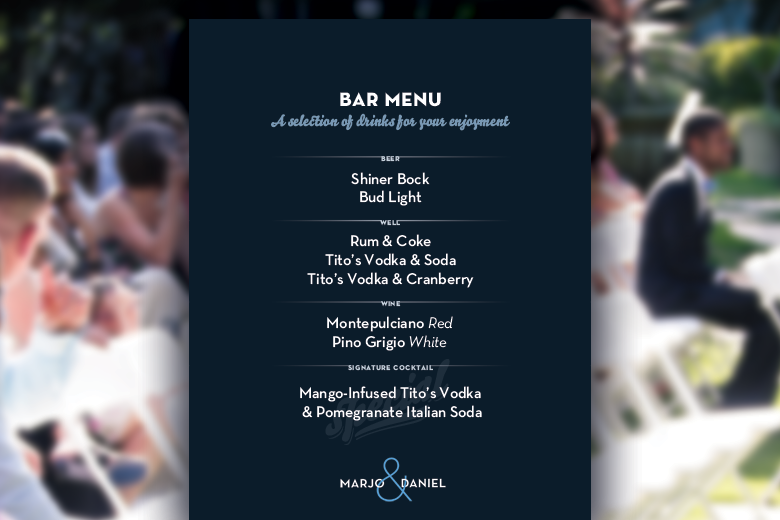 BAR MENU
A selection of drinks for your enjoyment
BEER
Shiner Bock
Bud Light
WELL
Rum & Coke
Tito's Vodka & Soda
Tito's Vodka & Cranberry
WINE
Montepulciano Red
Pino Grigio White
SIGNATURE COCKTAIL
Special
Mango-Infused Tito's Vodka
& Pomegranate Italian Soda
MARJO & DANIEL